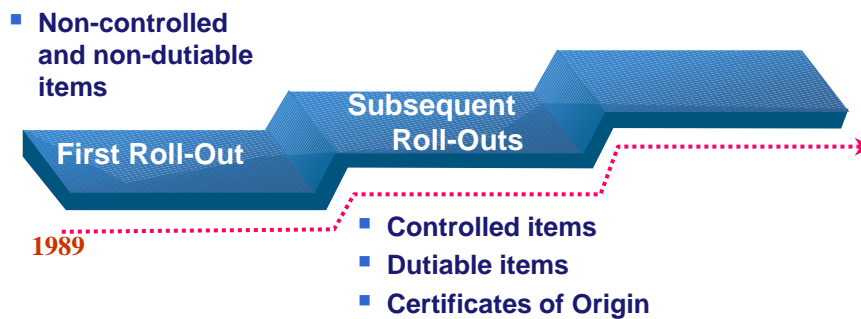 Non-controlled
and non-dutiable
items
First Roll-Out
Subsequent
Roll-Outs
1989
Controlled items
Dutiable items
Certificates of Origin